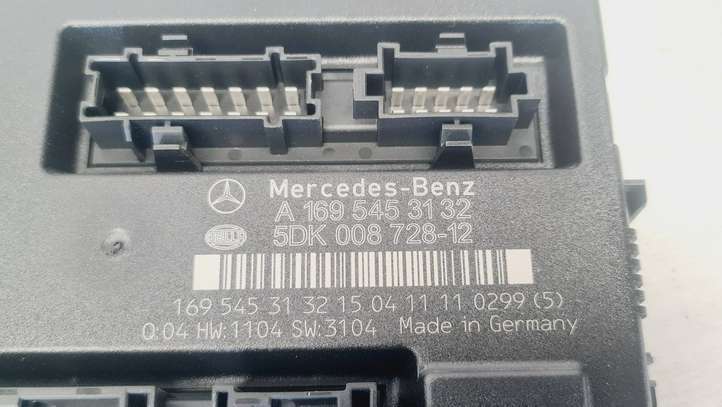 Mercedes-Benz
A 169 545 31 32
HELLA
5DK 008 728-12
169 545 31 32 15 04 11 11 0299 (5)
Q:04 HW:1104 SW:3104 Made in Germany